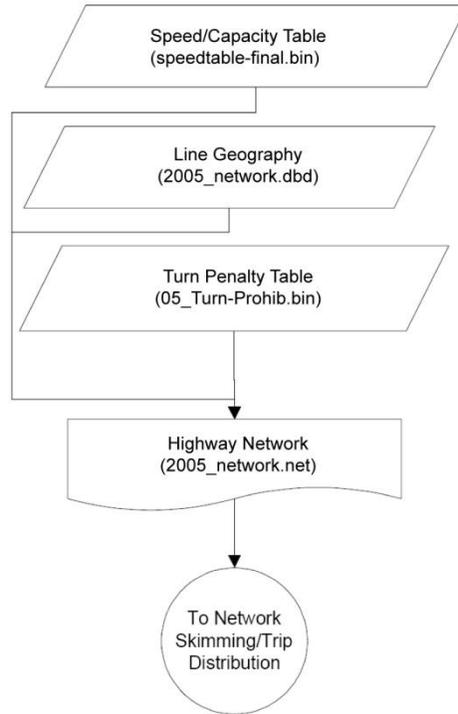 Speed/Capacity Table
(speedtable-final.bin)
Line Geography
(2005_network.dbd)
Turn Penalty Table
(05_Turn-Prohib.bin)
Highway Network
(2005_network.net)
To Network
Skimming/Trip
Distribution